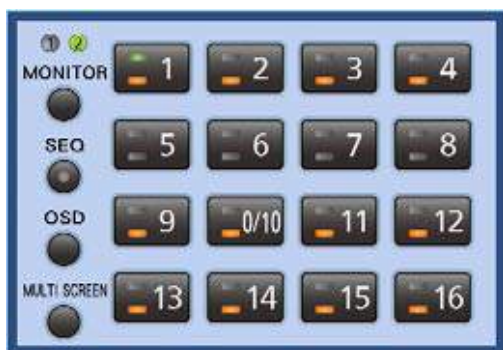 1 2
MONITOR
1 2 3 4
SEQ
5 6 7 8
OSD
9 0/10 11 12
MULTI SCREEN
13 14 15 16